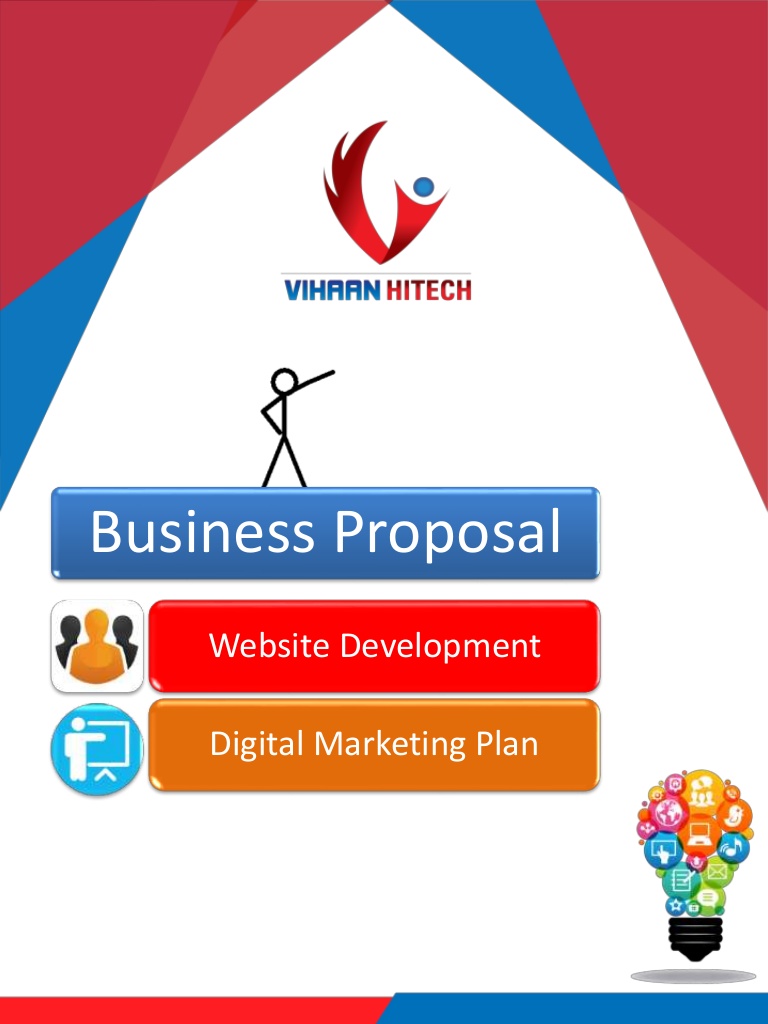 VIHAAN HITECH
Business Proposal
Website Development
Digital Marketing Plan